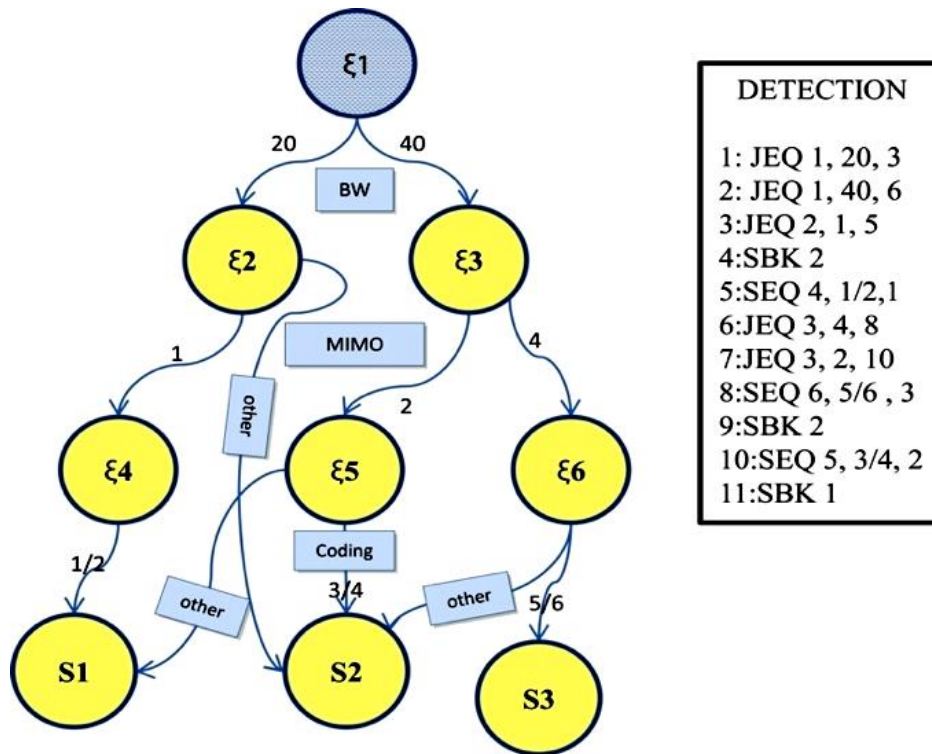 ξ1
20
40
BW
ξ2
ξ3
1
MIMO
4
other
2
ξ4
ξ5
ξ6
1/2
Coding
other
3/4
other
5/6
S1
S2
S3
DETECTION
1: JEQ 1, 20, 3
2: JEQ 1, 40, 6
3:JEQ 2, 1, 5
4:SBK 2
5:SEQ 4, 1/2,1
6:JEQ 3, 4, 8
7:JEQ 3, 2, 10
8:SEQ 6, 5/6 , 3
9:SBK 2
10:SEQ 5, 3/4, 2
11:SBK 1